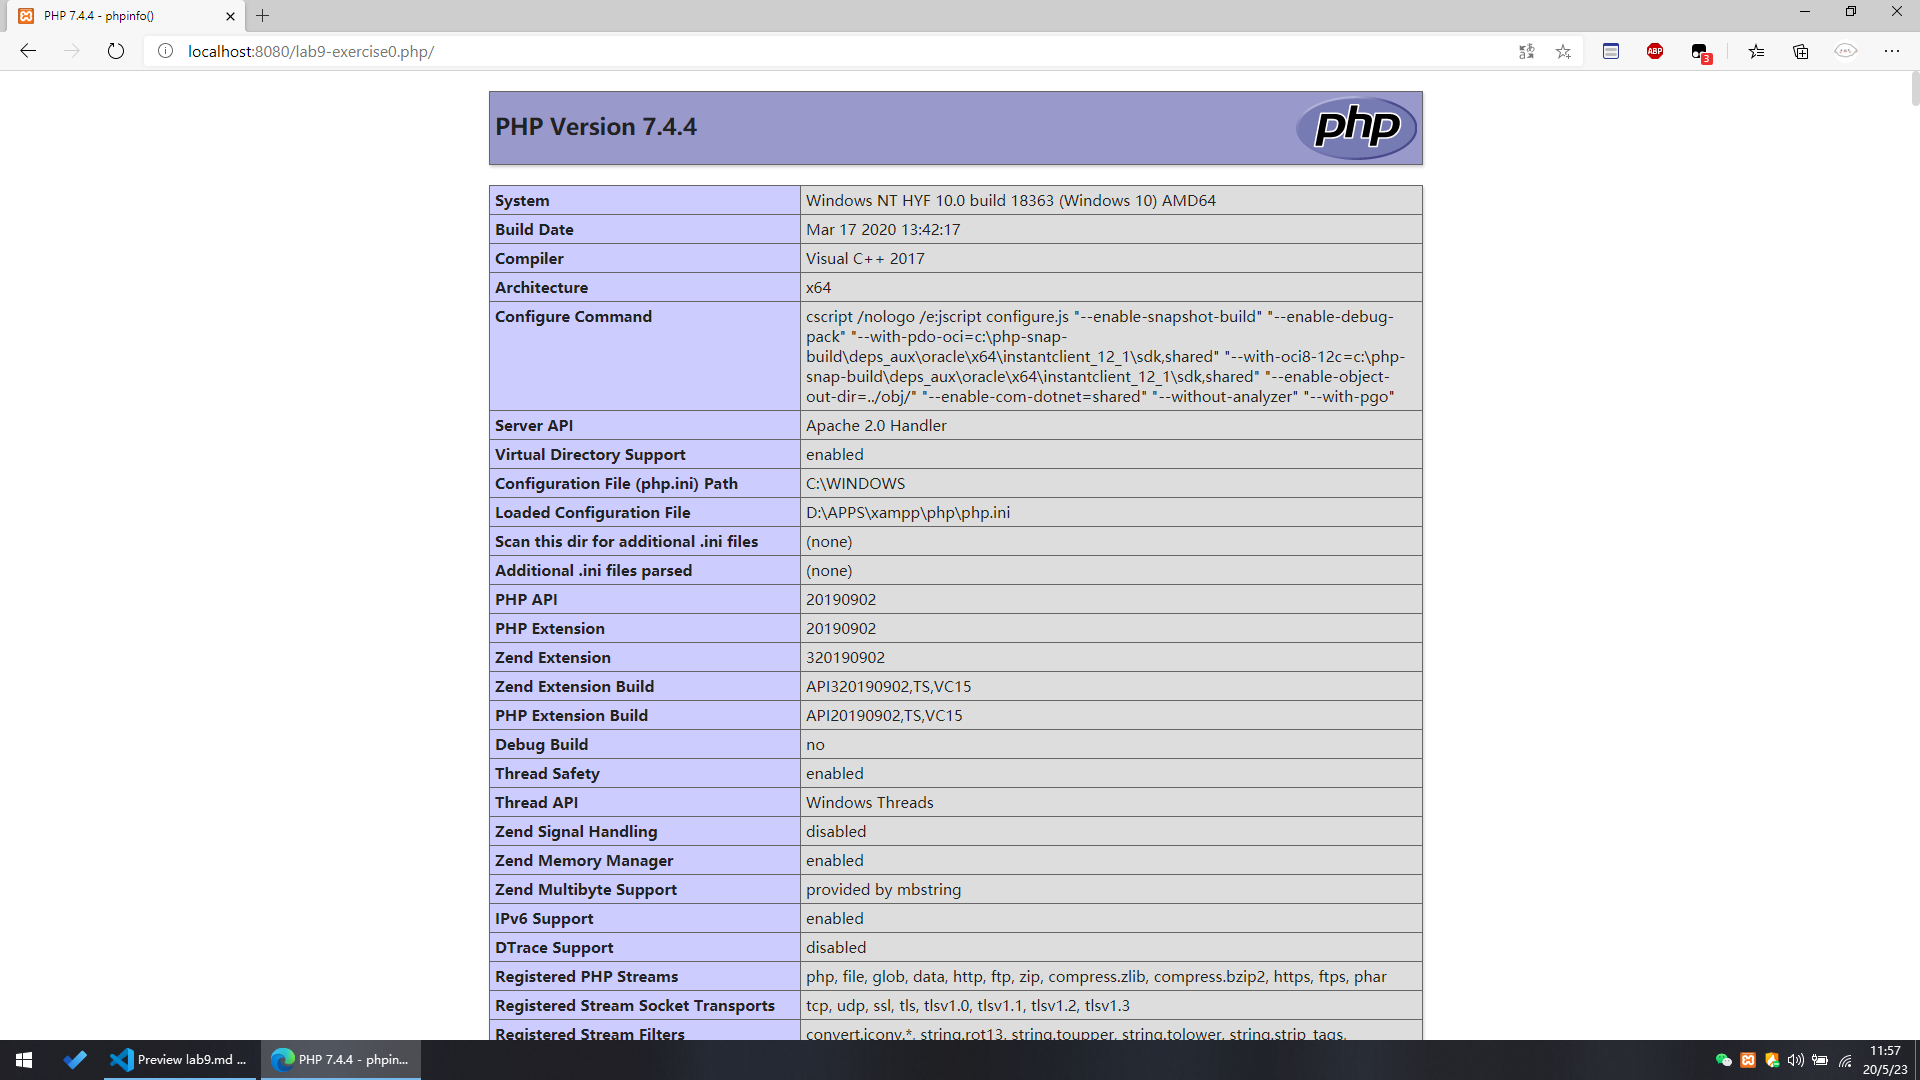 PHP 7.4.4 - phpinfo()
localhost:8080/lab9-exercise0.php/
ABP
3
PHP Version 7.4.4
php
System Windows NT HYF 10.0 build 18363 (Windows 10) AMD64
Build Date Mar 17 2020 13:42:17
Compiler Visual C++ 2017
Architecture x64
Configure Command cscript /nologo /e:jscript configure.js "--enable-snapshot-build" "--enable-debug-
pack" "--with-pdo-oci=c:\php-snap-
build\deps_aux\oracle\x64\instantclient_12_1\sdk,shared" "--with-oci8-12c=c:\php-
snap-build\deps_aux\oracle\x64\instantclient_12_1\sdk,shared" "--enable-object-
out-dir=../obj/" "--enable-com-dotnet=shared" "--without-analyzer" "--with-pgo"
Server API Apache 2.0 Handler
Virtual Directory Support enabled
Configuration File (php.ini) Path C:\WINDOWS
Loaded Configuration File D:\APPS\xampp\php\php.ini
Scan this dir for additional .ini files (none)
Additional .ini files parsed (none)
PHP API 20190902
PHP Extension 20190902
Zend Extension 320190902
Zend Extension Build API320190902,TS,VC15
PHP Extension Build API20190902,TS,VC15
Debug Build no
Thread Safety enabled
Thread API Windows Threads
Zend Signal Handling disabled
Zend Memory Manager enabled
Zend Multibyte Support provided by mbstring
IPv6 Support enabled
DTrace Support disabled
Registered PHP Streams php, file, glob, data, http, ftp, zip, compress.zlib, compress.bzip2, https, ftps, phar
Registered Stream Socket Transports tcp, udp, ssl, tls, tlsv1.0, tlsv1.1, tlsv1.2, tlsv1.3
Registered Stream Filters convert.iconv.*, string.rot13, string.toupper, string.tolower, string.strip_tags,
Preview lab9.md ...
PHP 7.4.4 - phpin...
11:57
20/5/23